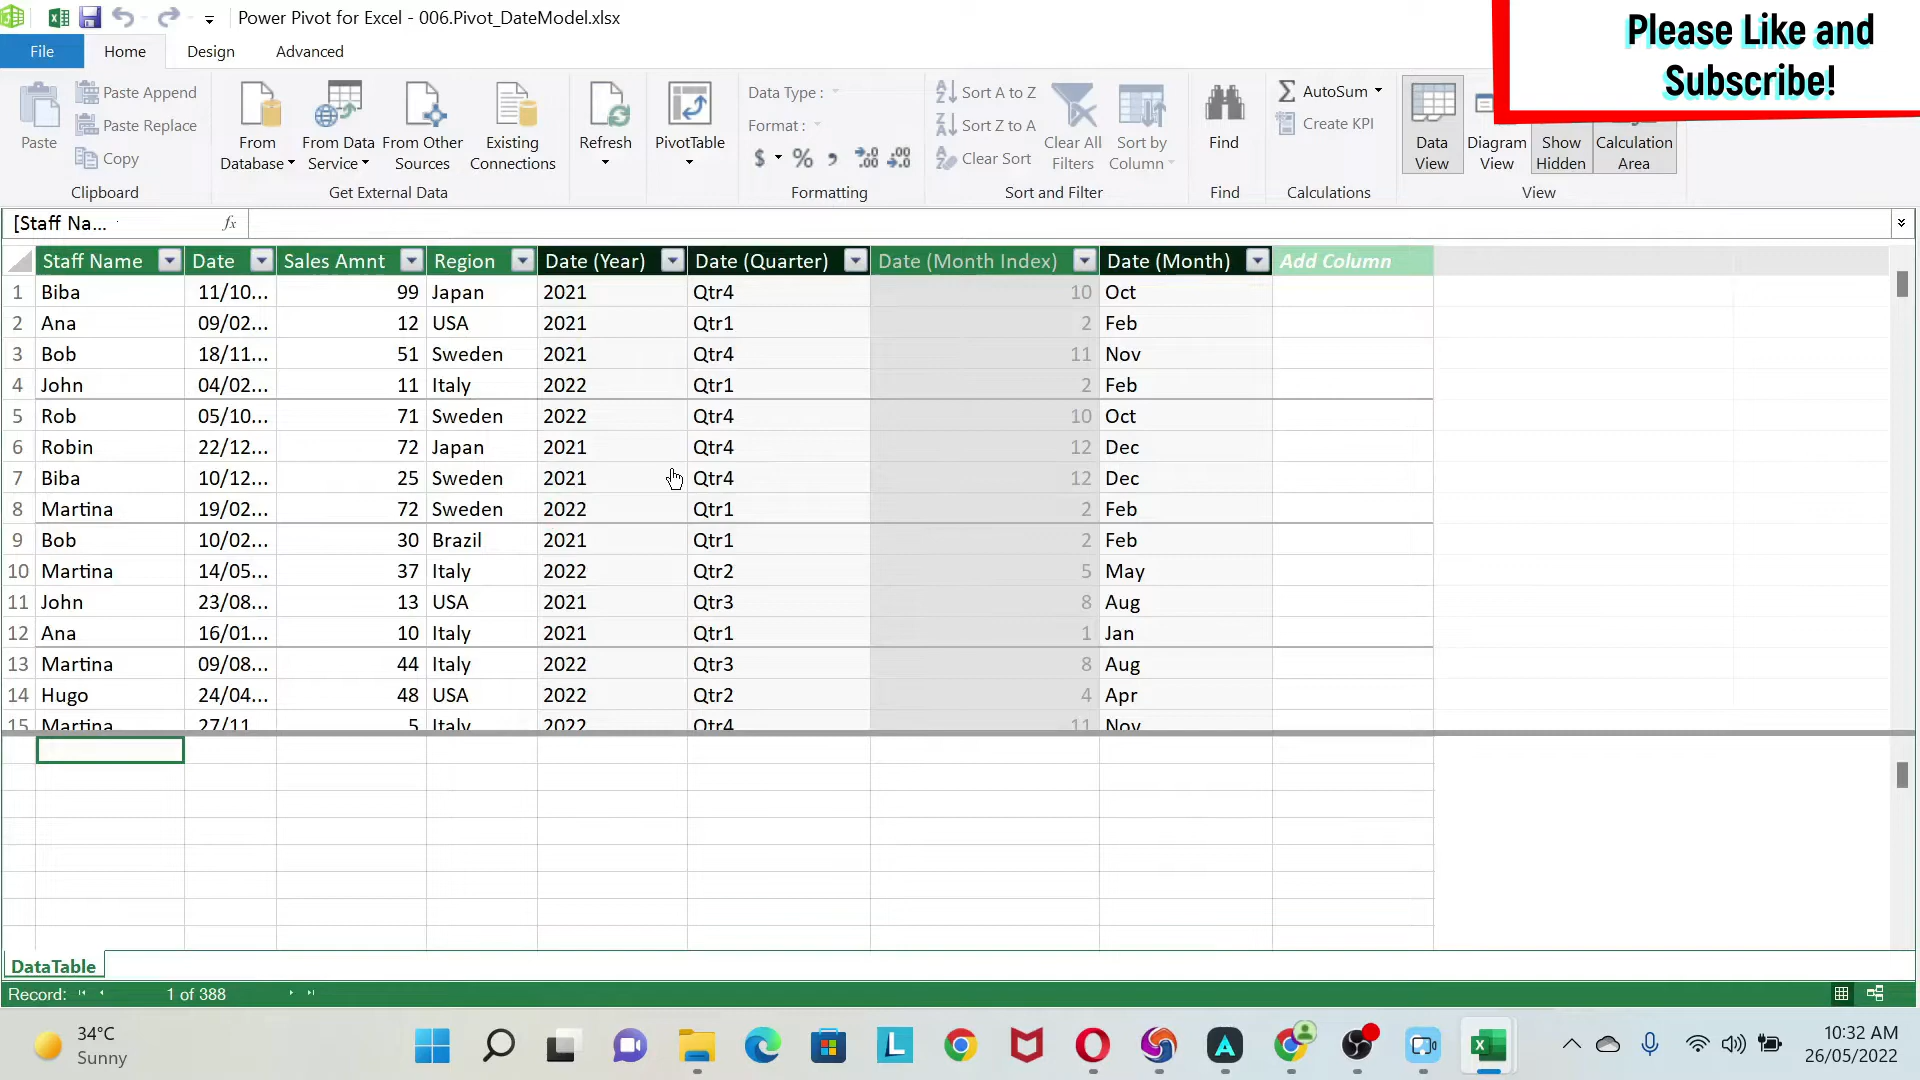 Power Pivot for Excel - 006.Pivot_DateModel.xlsx
Please Like and
Subscribe!
File Home Design Advanced
Paste
Paste Append
Paste Replace
Copy
Clipboard
From Database
From Data Service
From Other Sources
Existing Connections
Get External Data
Refresh
PivotTable
Data Type :
Format :
$ % , .00
Formatting
Sort A to Z
Sort Z to A
Clear Sort
Clear All Filters
Sort by Column
Sort and Filter
Find
Find
AutoSum
Create KPI
Calculations
Data View
Diagram View
Show Hidden
Calculation Area
View
[Staff Na... fx
Staff Name Date Sales Amnt Region Date (Year) Date (Quarter) Date (Month Index) Date (Month) Add Column
1 Biba 11/10... 99 Japan 2021 Qtr4 10 Oct
2 Ana 09/02... 12 USA 2021 Qtr1 2 Feb
3 Bob 18/11... 51 Sweden 2021 Qtr4 11 Nov
4 John 04/02... 11 Italy 2022 Qtr1 2 Feb
5 Rob 05/10... 71 Sweden 2022 Qtr4 10 Oct
6 Robin 22/12... 72 Japan 2021 Qtr4 12 Dec
7 Biba 10/12... 25 Sweden 2021 Qtr4 12 Dec
8 Martina 19/02... 72 Sweden 2022 Qtr1 2 Feb
9 Bob 10/02... 30 Brazil 2021 Qtr1 2 Feb
10 Martina 14/05... 37 Italy 2022 Qtr2 5 May
11 John 23/08... 13 USA 2021 Qtr3 8 Aug
12 Ana 16/01... 10 Italy 2021 Qtr1 1 Jan
13 Martina 09/08... 44 Italy 2022 Qtr3 8 Aug
14 Hugo 24/04... 48 USA 2022 Qtr2 4 Apr
15 Martina 27/11 5 Italy 2022 Qtr4 11 Nov
DataTable
Record: 1 of 388
34°C
Sunny
10:32 AM
26/05/2022